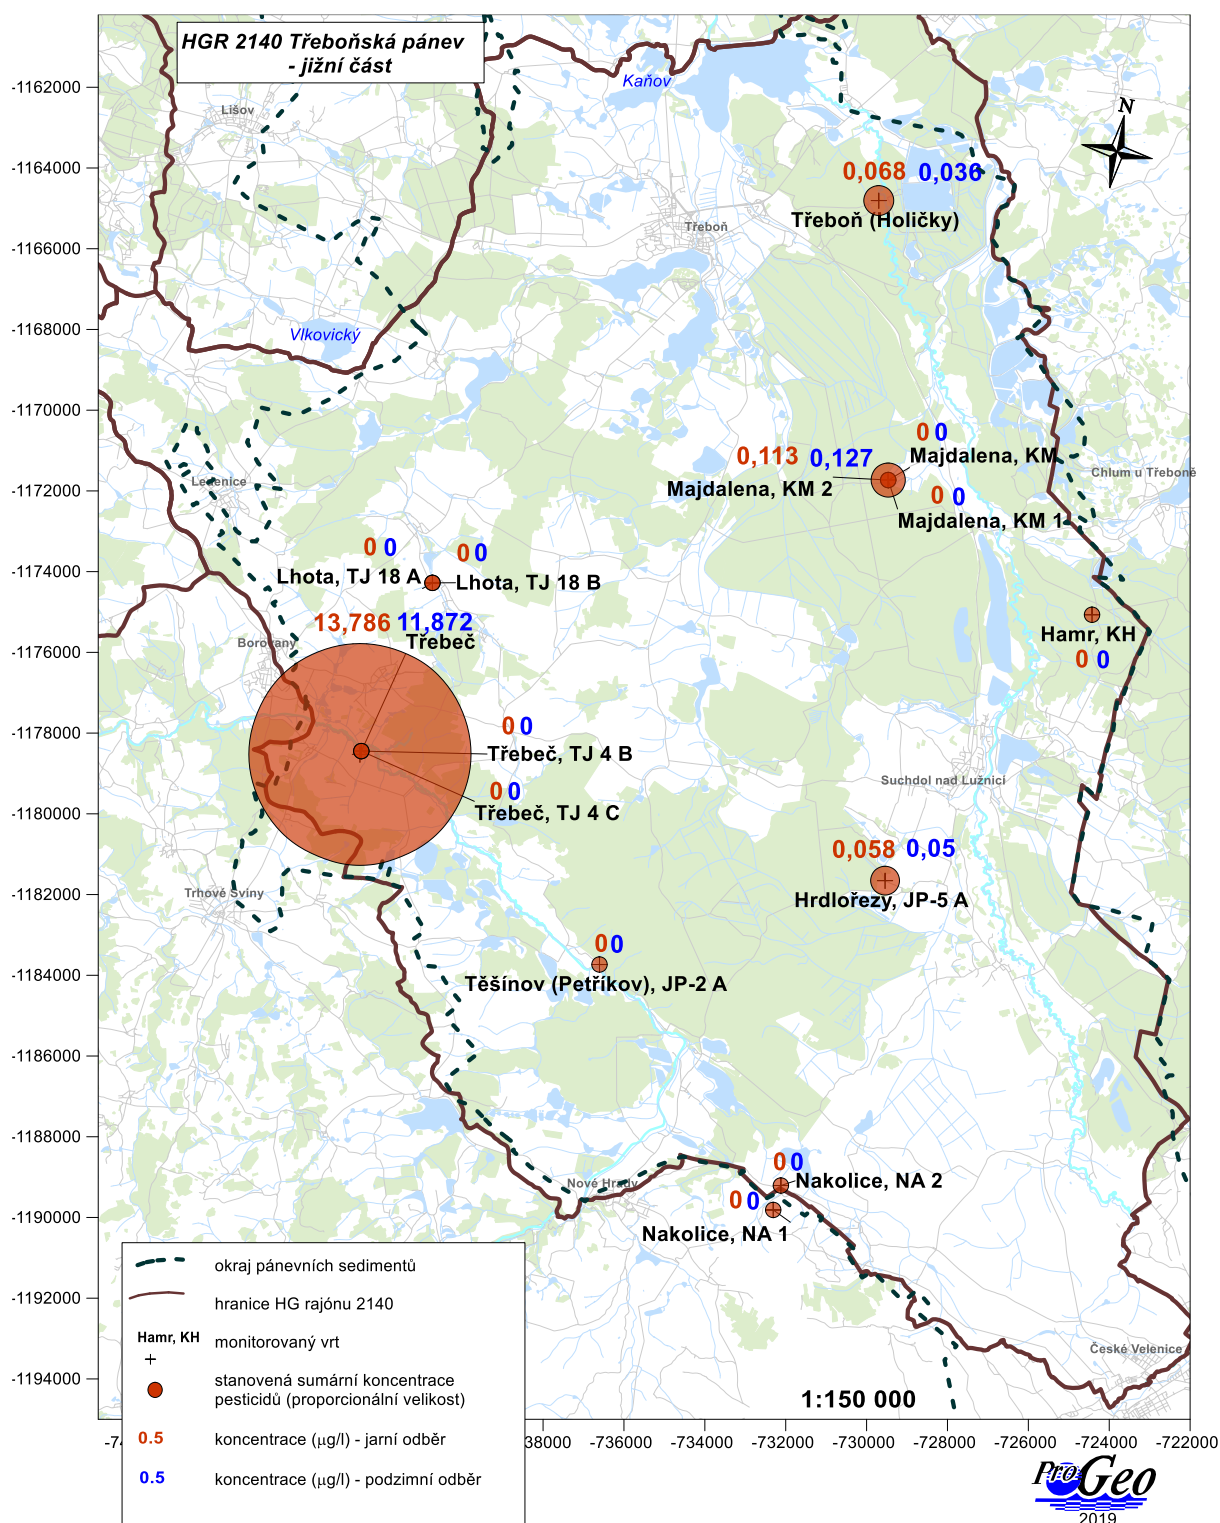 HGR 2140 Třeboňská pánev
- jižní část
N
-1162000
-1164000
-1166000
-1168000
-1170000
-1172000
-1174000
-1176000
-1178000
-1180000
-1182000
-1184000
-1186000
-1188000
-1190000
-1192000
-1194000
Kaňov
Lišov
0,068 0,036
Třeboň (Holičky)
Třeboň
Vlkovický
0 0
Majdalena, KM
0,113 0,127
Majdalena, KM 2
0 0
Majdalena, KM 1
Chlum u Třeboně
Ledenice
0 0
Lhota, TJ 18 A
0 0
Lhota, TJ 18 B
13,786 11,872
Třebeč
Borovany
Hamr, KH
0 0
0 0
Třebeč, TJ 4 B
0 0
Třebeč, TJ 4 C
Suchdol nad Lužnicí
0,058 0,05
Hrdlořezy, JP-5 A
Trhové Sviny
0 0
Těšínov (Petříkov), JP-2 A
0 0
Nakolice, NA 2
Nové Hrady
0 0
Nakolice, NA 1
České Velenice
1:150 000
okraj pánevních sedimentů
hranice HG rajónu 2140
Hamr, KH monitorovaný vrt
stanovená sumární koncentrace
pesticidů (proporcionální velikost)
0.5 koncentrace (µg/l) - jarní odběr
0.5 koncentrace (µg/l) - podzimní odběr
38000 -736000 -734000 -732000 -730000 -728000 -726000 -724000 -722000
ProGeo
2019